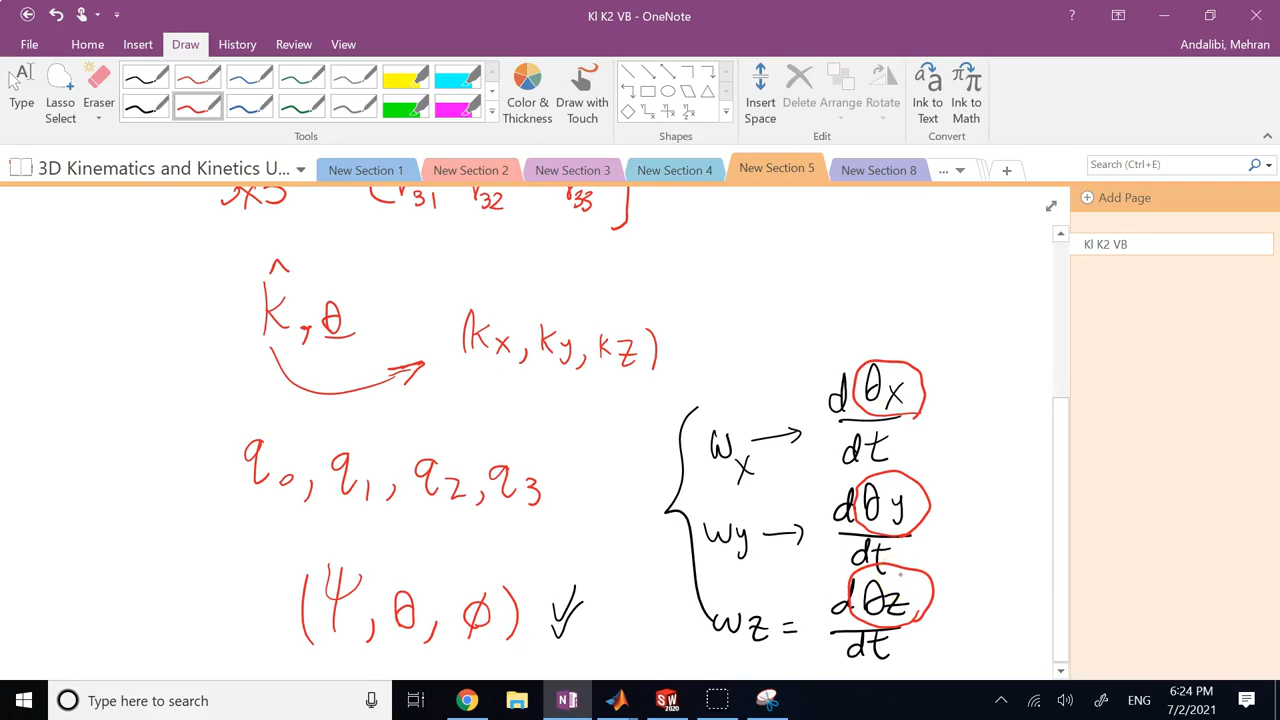 Kl K2 VB - OneNote
Andalibi, Mehran
File Home Insert Draw History Review View
Type
Lasso Select
Eraser
Color & Thickness
Draw with Touch
Insert Space
Delete
Arrange
Rotate
Ink to Text
Ink to Math
Tools
Shapes
Edit
Convert
3D Kinematics and Kinetics U...
New Section 1
New Section 2
New Section 3
New Section 4
New Section 5
New Section 8
...
Search (Ctrl+E)
Add Page
Kl K2 VB
r31 r32 r33
k̂, θ
(kx, ky, kz)
q0, q1, q2, q3
(Ψ, θ, ϕ)
ωx → dθx/dt
ωy → dθy/dt
ωz = dθz/dt
Type here to search
ENG
6:24 PM
7/2/2021